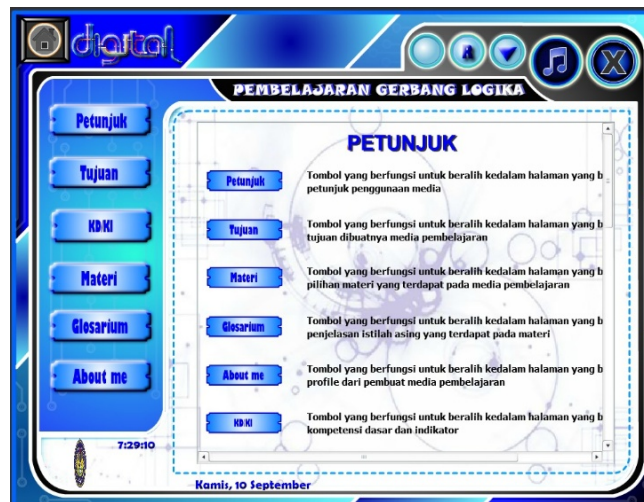 digital
R
X
PEMBELAJARAN GERBANG LOGIKA
Petunjuk
Tujuan
KD/KI
Materi
Glosarium
About me
PETUNJUK
Petunjuk
Tombol yang berfungsi untuk beralih kedalam halaman yang b
petunjuk penggunaan media
Tujuan
Tombol yang berfungsi untuk beralih kedalam halaman yang b
tujuan dibuatnya media pembelajaran
Materi
Tombol yang berfungsi untuk beralih kedalam halaman yang b
pilihan materi yang terdapat pada media pembelajaran
Glosarium
Tombol yang berfungsi untuk beralih kedalam halaman yang b
penjelasan istilah asing yang terdapat pada materi
About me
Tombol yang berfungsi untuk beralih kedalam halaman yang b
profile dari pembuat media pembelajaran
KD/KI
Tombol yang berfungsi untuk beralih kedalam halaman yang b
kompetensi dasar dan indikator
7:29:10
Kamis, 10 September